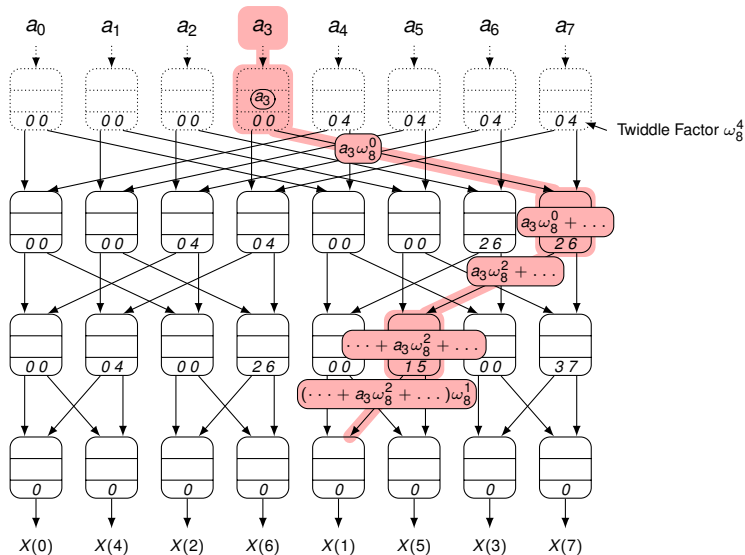 a₀ a₁ a₂ a₃ a₄ a₅ a₆ a₇
a₃
0 0 0 0 0 0 0 0 0 4 0 4 0 4 0 4
Twiddle Factor ω₈⁴
a₃ω₈⁰
a₃ω₈⁰ + . . .
0 0 0 0 0 4 0 4 0 0 0 0 2 6 2 6
a₃ω₈² + . . .
· · · + a₃ω₈² + . . .
0 0 0 4 0 0 2 6 0 0 1 5 0 0 3 7
(· · · + a₃ω₈² + . . . )ω₈¹
0 0 0 0 0 0 0 0
X(0) X(4) X(2) X(6) X(1) X(5) X(3) X(7)